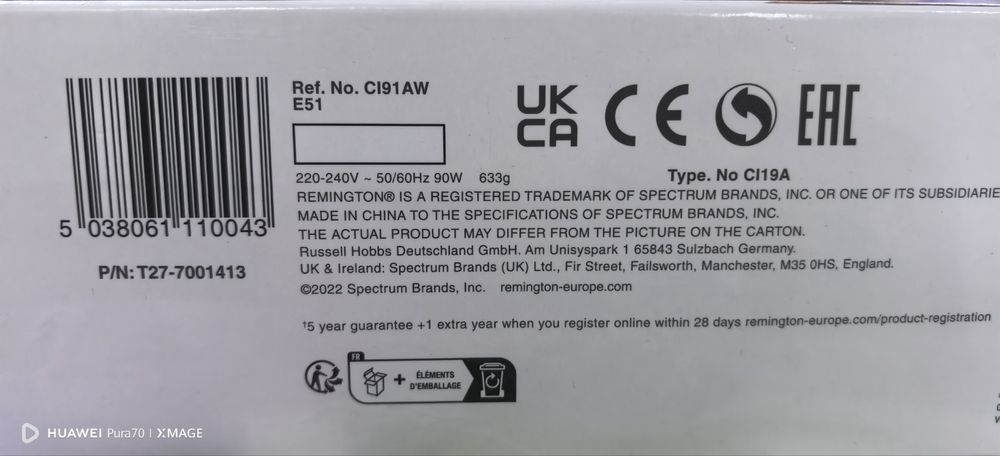 Ref. No. CI91AW
E51
UK
CA
CE
EAC
220-240V ~ 50/60Hz 90W 633g
Type. No CI19A
REMINGTON® IS A REGISTERED TRADEMARK OF SPECTRUM BRANDS, INC. OR ONE OF ITS SUBSIDIARIE
MADE IN CHINA TO THE SPECIFICATIONS OF SPECTRUM BRANDS, INC.
THE ACTUAL PRODUCT MAY DIFFER FROM THE PICTURE ON THE CARTON.
Russell Hobbs Deutschland GmbH. Am Unisyspark 1 65843 Sulzbach Germany.
UK & Ireland: Spectrum Brands (UK) Ltd., Fir Street, Failsworth, Manchester, M35 0HS, England.
©2022 Spectrum Brands, Inc. remington-europe.com
5 038061 110043
P/N: T27-7001413
†5 year guarantee +1 extra year when you register online within 28 days remington-europe.com/product-registration
FR
+ ÉLÉMENTS
D'EMBALLAGE
HUAWEI Pura70 | XMAGE